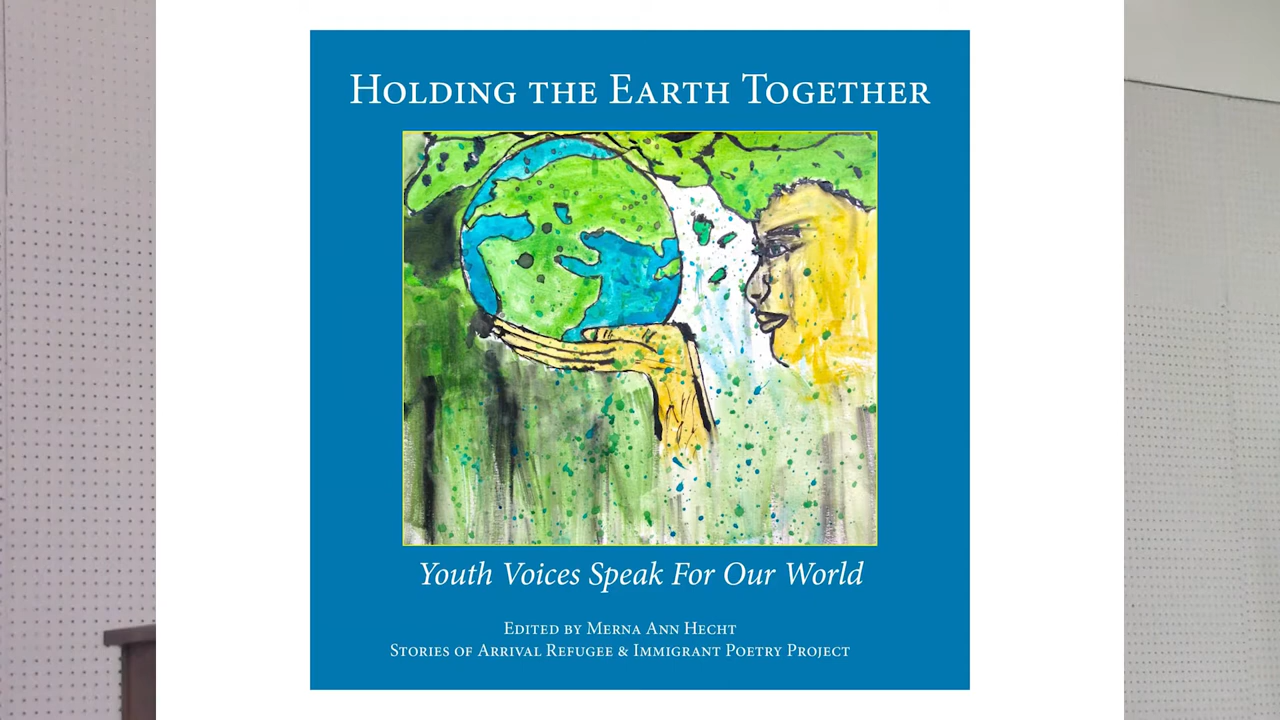 Holding the Earth Together
Youth Voices Speak For Our World
Edited by Merna Ann Hecht
Stories of Arrival Refugee & Immigrant Poetry Project